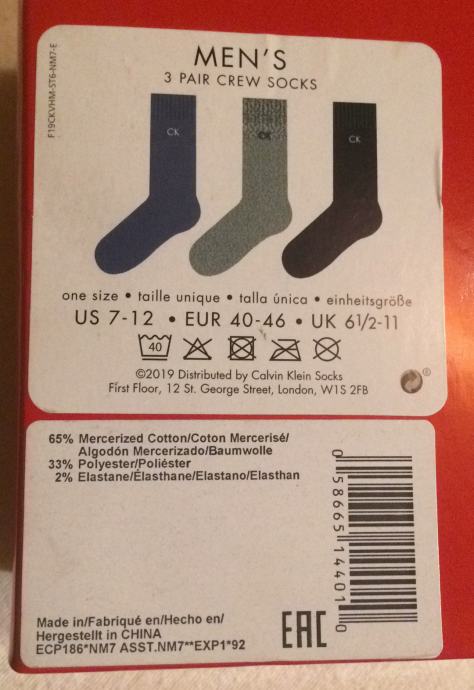 F19CKVHM-ST6-NM7-E
MEN'S
3 PAIR CREW SOCKS
CK
CK
CK
one size • taille unique • talla única • einheitsgröße
US 7-12 • EUR 40-46 • UK 6½-11
40
©2019 Distributed by Calvin Klein Socks
First Floor, 12 St. George Street, London, W1S 2FB
®
65% Mercerized Cotton/Coton Mercerisé/
Algodón Mercerizado/Baumwolle
33% Polyester/Poliéster
2% Elastane/Élasthane/Elastano/Elasthan
0 58665 14401 0
Made in/Fabriqué en/Hecho en/
Hergestellt in CHINA
ECP186*NM7 ASST.NM7**EXP1*92
EAC